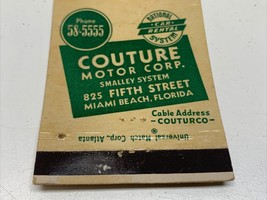 Phone
58-5555
NATIONAL
CAR
RENTAL
SYSTEM
COUTURE
MOTOR CORP.
SMALLEY SYSTEM
825 FIFTH STREET
MIAMI BEACH, FLORIDA
Cable Address
— COUTURCO —
Universal Match Corp., Atlanta